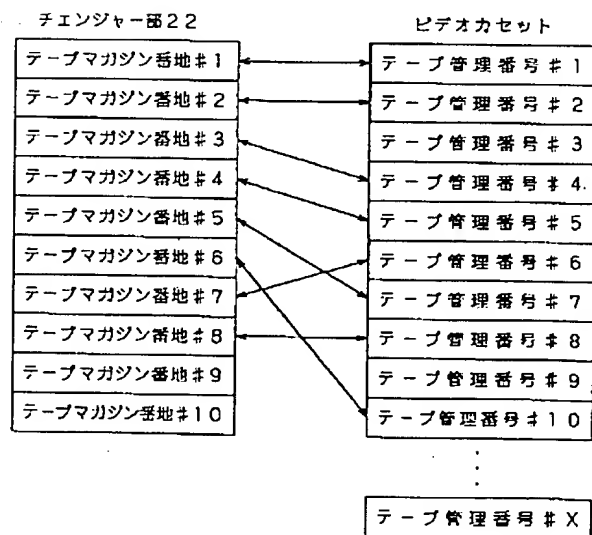 チェンジャー部22
テープマガジン番地#1
テープマガジン番地#2
テープマガジン番地#3
テープマガジン番地#4
テープマガジン番地#5
テープマガジン番地#6
テープマガジン番地#7
テープマガジン番地#8
テープマガジン番地#9
テープマガジン番地#10
ビデオカセット
テープ管理番号#1
テープ管理番号#2
テープ管理番号#3
テープ管理番号#4
テープ管理番号#5
テープ管理番号#6
テープ管理番号#7
テープ管理番号#8
テープ管理番号#9
テープ管理番号#10
テープ管理番号#X